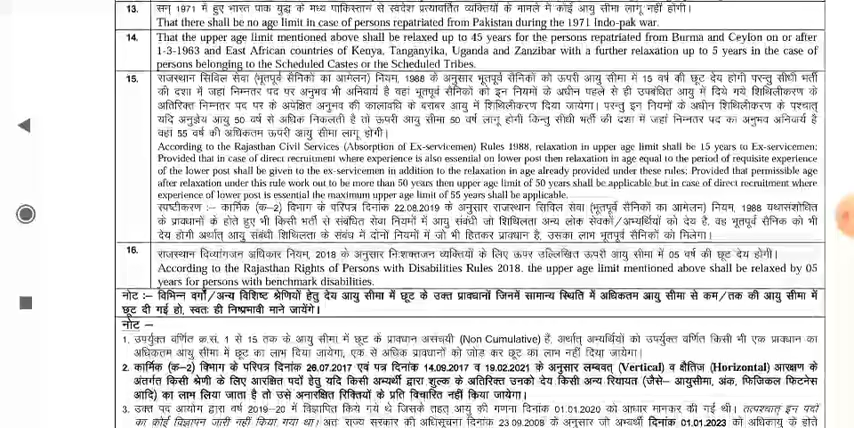 13. सन् 1971 में हुए भारत पाक युद्ध के मध्य पाकिस्तान से स्वदेश प्रत्यावर्तित व्यक्तियों के मामले में कोई आयु सीमा लागू नहीं होगी।
That there shall be no age limit in case of persons repatriated from Pakistan during the 1971 Indo-pak war.
14. That the upper age limit mentioned above shall be relaxed up to 45 years for the persons repatriated from Burma and Ceylon on or after
1-3-1963 and East African countries of Kenya, Tanganyika, Uganda and Zanzibar with a further relaxation up to 5 years in the case of
persons belonging to the Scheduled Castes or the Scheduled Tribes.
15. राजस्थान सिविल सेवा (भूतपूर्व सैनिकों का आमेलन) नियम, 1988 के अनुसार भूतपूर्व सैनिकों को ऊपरी आयु सीमा में 15 वर्ष की छूट देय होगी परन्तु सीधी भर्ती
की दशा में जहां निम्नतर पद पर अनुभव भी अनिवार्य है वहां भूतपूर्व सैनिकों को इन नियमों के अधीन पहले से ही उपबंधित आयु में दिये गये शिथिलीकरण के
अतिरिक्त निम्नतर पद पर के अपेक्षित अनुभव की कालावधि के बराबर आयु में शिथिलीकरण दिया जायेगा। परन्तु इन नियमों के अधीन शिथिलीकरण के पश्चात्
यदि अनुज्ञेय आयु 50 वर्ष से अधिक निकलती है तो ऊपरी आयु सीमा 50 वर्ष लागू होगी किन्तु सीधी भर्ती की दशा में जहां निम्नतर पद का अनुभव अनिवार्य है
वहां 55 वर्ष की अधिकतम ऊपरी आयु सीमा लागू होगी।
According to the Rajasthan Civil Services (Absorption of Ex-servicemen) Rules 1988, relaxation in upper age limit shall be 15 years to Ex-servicemen;
Provided that in case of direct recruitment where experience is also essential on lower post then relaxation in age equal to the period of requisite experience
of the lower post shall be given to the ex-servicemen in addition to the relaxation in age already provided under these rules; Provided that permissible age
after relaxation under this rule work out to be more than 50 years then upper age limit of 50 years shall be applicable but in case of direct recruitment where
experience of lower post is essential the maximum upper age limit of 55 years shall be applicable.
स्पष्टीकरण :– कार्मिक (क–2) विभाग के परिपत्र दिनांक 22.08.2019 के अनुसार राजस्थान सिविल सेवा (भूतपूर्व सैनिकों का आमेलन) नियम, 1988 यथासंशोधित
के प्रावधानों के होते हुए भी किसी भर्ती से संबंधित सेवा नियमों में आयु संबंधी जो शिथिलता अन्य लोक सेवकों/अभ्यर्थियों को देय है, वह भूतपूर्व सैनिक को भी
देय होगी अर्थात् आयु संबंधी शिथिलता के संबंध में दोनों नियमों में जो भी हितकर प्रावधान है, उसका लाभ भूतपूर्व सैनिकों को मिलेगा।
16. राजस्थान दिव्यांगजन अधिकार नियम, 2018 के अनुसार निःशक्तजन व्यक्तियों के लिए ऊपर उल्लिखित ऊपरी आयु सीमा में 05 वर्ष की छूट देय होगी।
According to the Rajasthan Rights of Persons with Disabilities Rules 2018. the upper age limit mentioned above shall be relaxed by 05
years for persons with benchmark disabilities.
नोट :– विभिन्न वर्गों/अन्य विशिष्ट श्रेणियों हेतु देय आयु सीमा में छूट के उक्त प्रावधानों जिनमें सामान्य स्थिति में अधिकतम आयु सीमा से कम/तक की आयु सीमा में
छूट दी गई हो, स्वतः ही निष्प्रभावी माने जायेंगे।
नोट –
1. उपर्युक्त वर्णित क्र.सं. 1 से 15 तक के आयु सीमा में छूट के प्रावधान असंचयी (Non Cumulative) हैं, अर्थात् अभ्यर्थियों को उपर्युक्त वर्णित किसी भी एक प्रावधान का
अधिकतम आयु सीमा में छूट का लाभ दिया जायेगा, एक से अधिक प्रावधानों को जोड़ कर छूट का लाभ नहीं दिया जायेगा।
2. कार्मिक (क–2) विभाग के परिपत्र दिनांक 26.07.2017 एवं पत्र दिनांक 14.09.2017 व 19.02.2021 के अनुसार लम्बवत् (Vertical) व क्षैतिज (Horizontal) आरक्षण के
अंतर्गत किसी श्रेणी के लिए आरक्षित पदों हेतु यदि किसी अभ्यर्थी द्वारा शुल्क के अतिरिक्त उनको देय किसी अन्य रियायत (जैसे– आयुसीमा, अंक, फिजिकल फिटनेस
आदि) का लाभ लिया जाता है तो उसे अनारक्षित रिक्तियों के प्रति विचारित नहीं किया जायेगा।
3. उक्त पद आयोग द्वारा वर्ष 2019–20 में विज्ञापित किये गये थे जिसके तहत् आयु की गणना दिनांक 01.01.2020 को आधार मानकर की गई थी। तत्पश्चात् इन पदों
का कोई विज्ञापन जारी नहीं किया गया था। अतः राज्य सरकार की अधिसूचना दिनांक 23.09.2008 के अनुसार जो अभ्यर्थी दिनांक 01.01.2023 को अधिकायु के होते